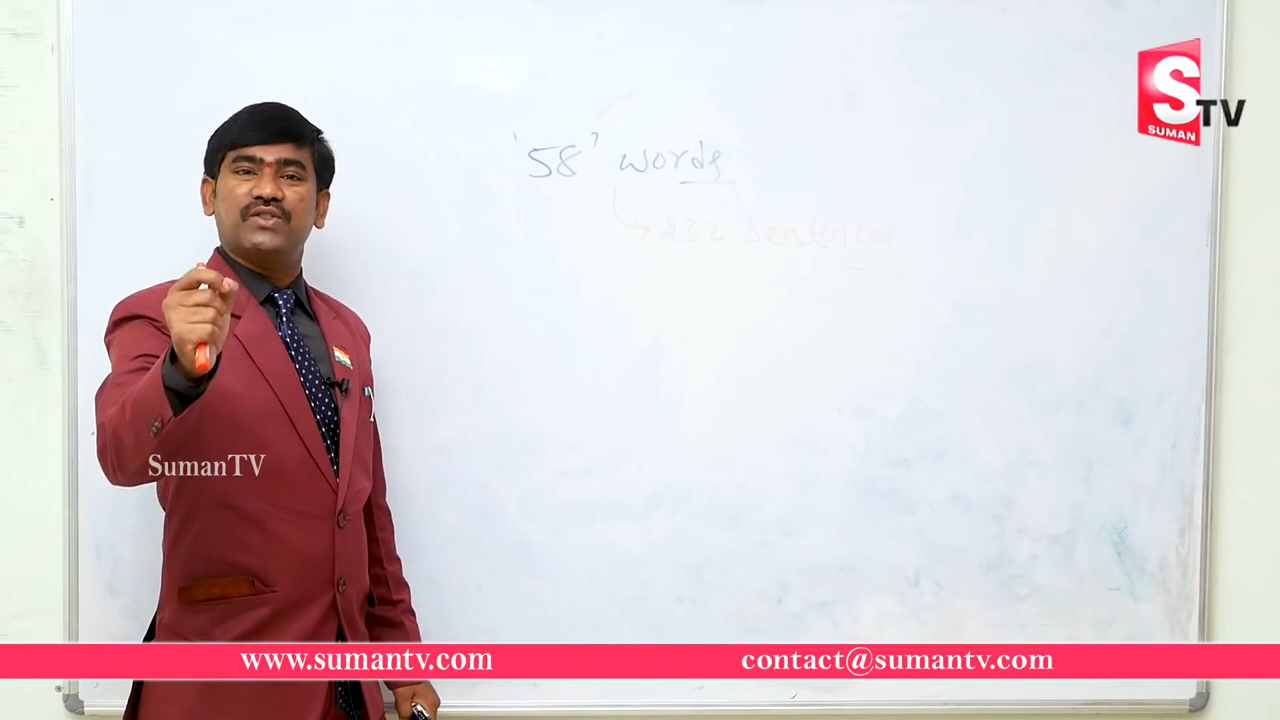 S
TV
SUMAN
'58' words
232 Sentences
SumanTV
www.sumantv.com
contact@sumantv.com